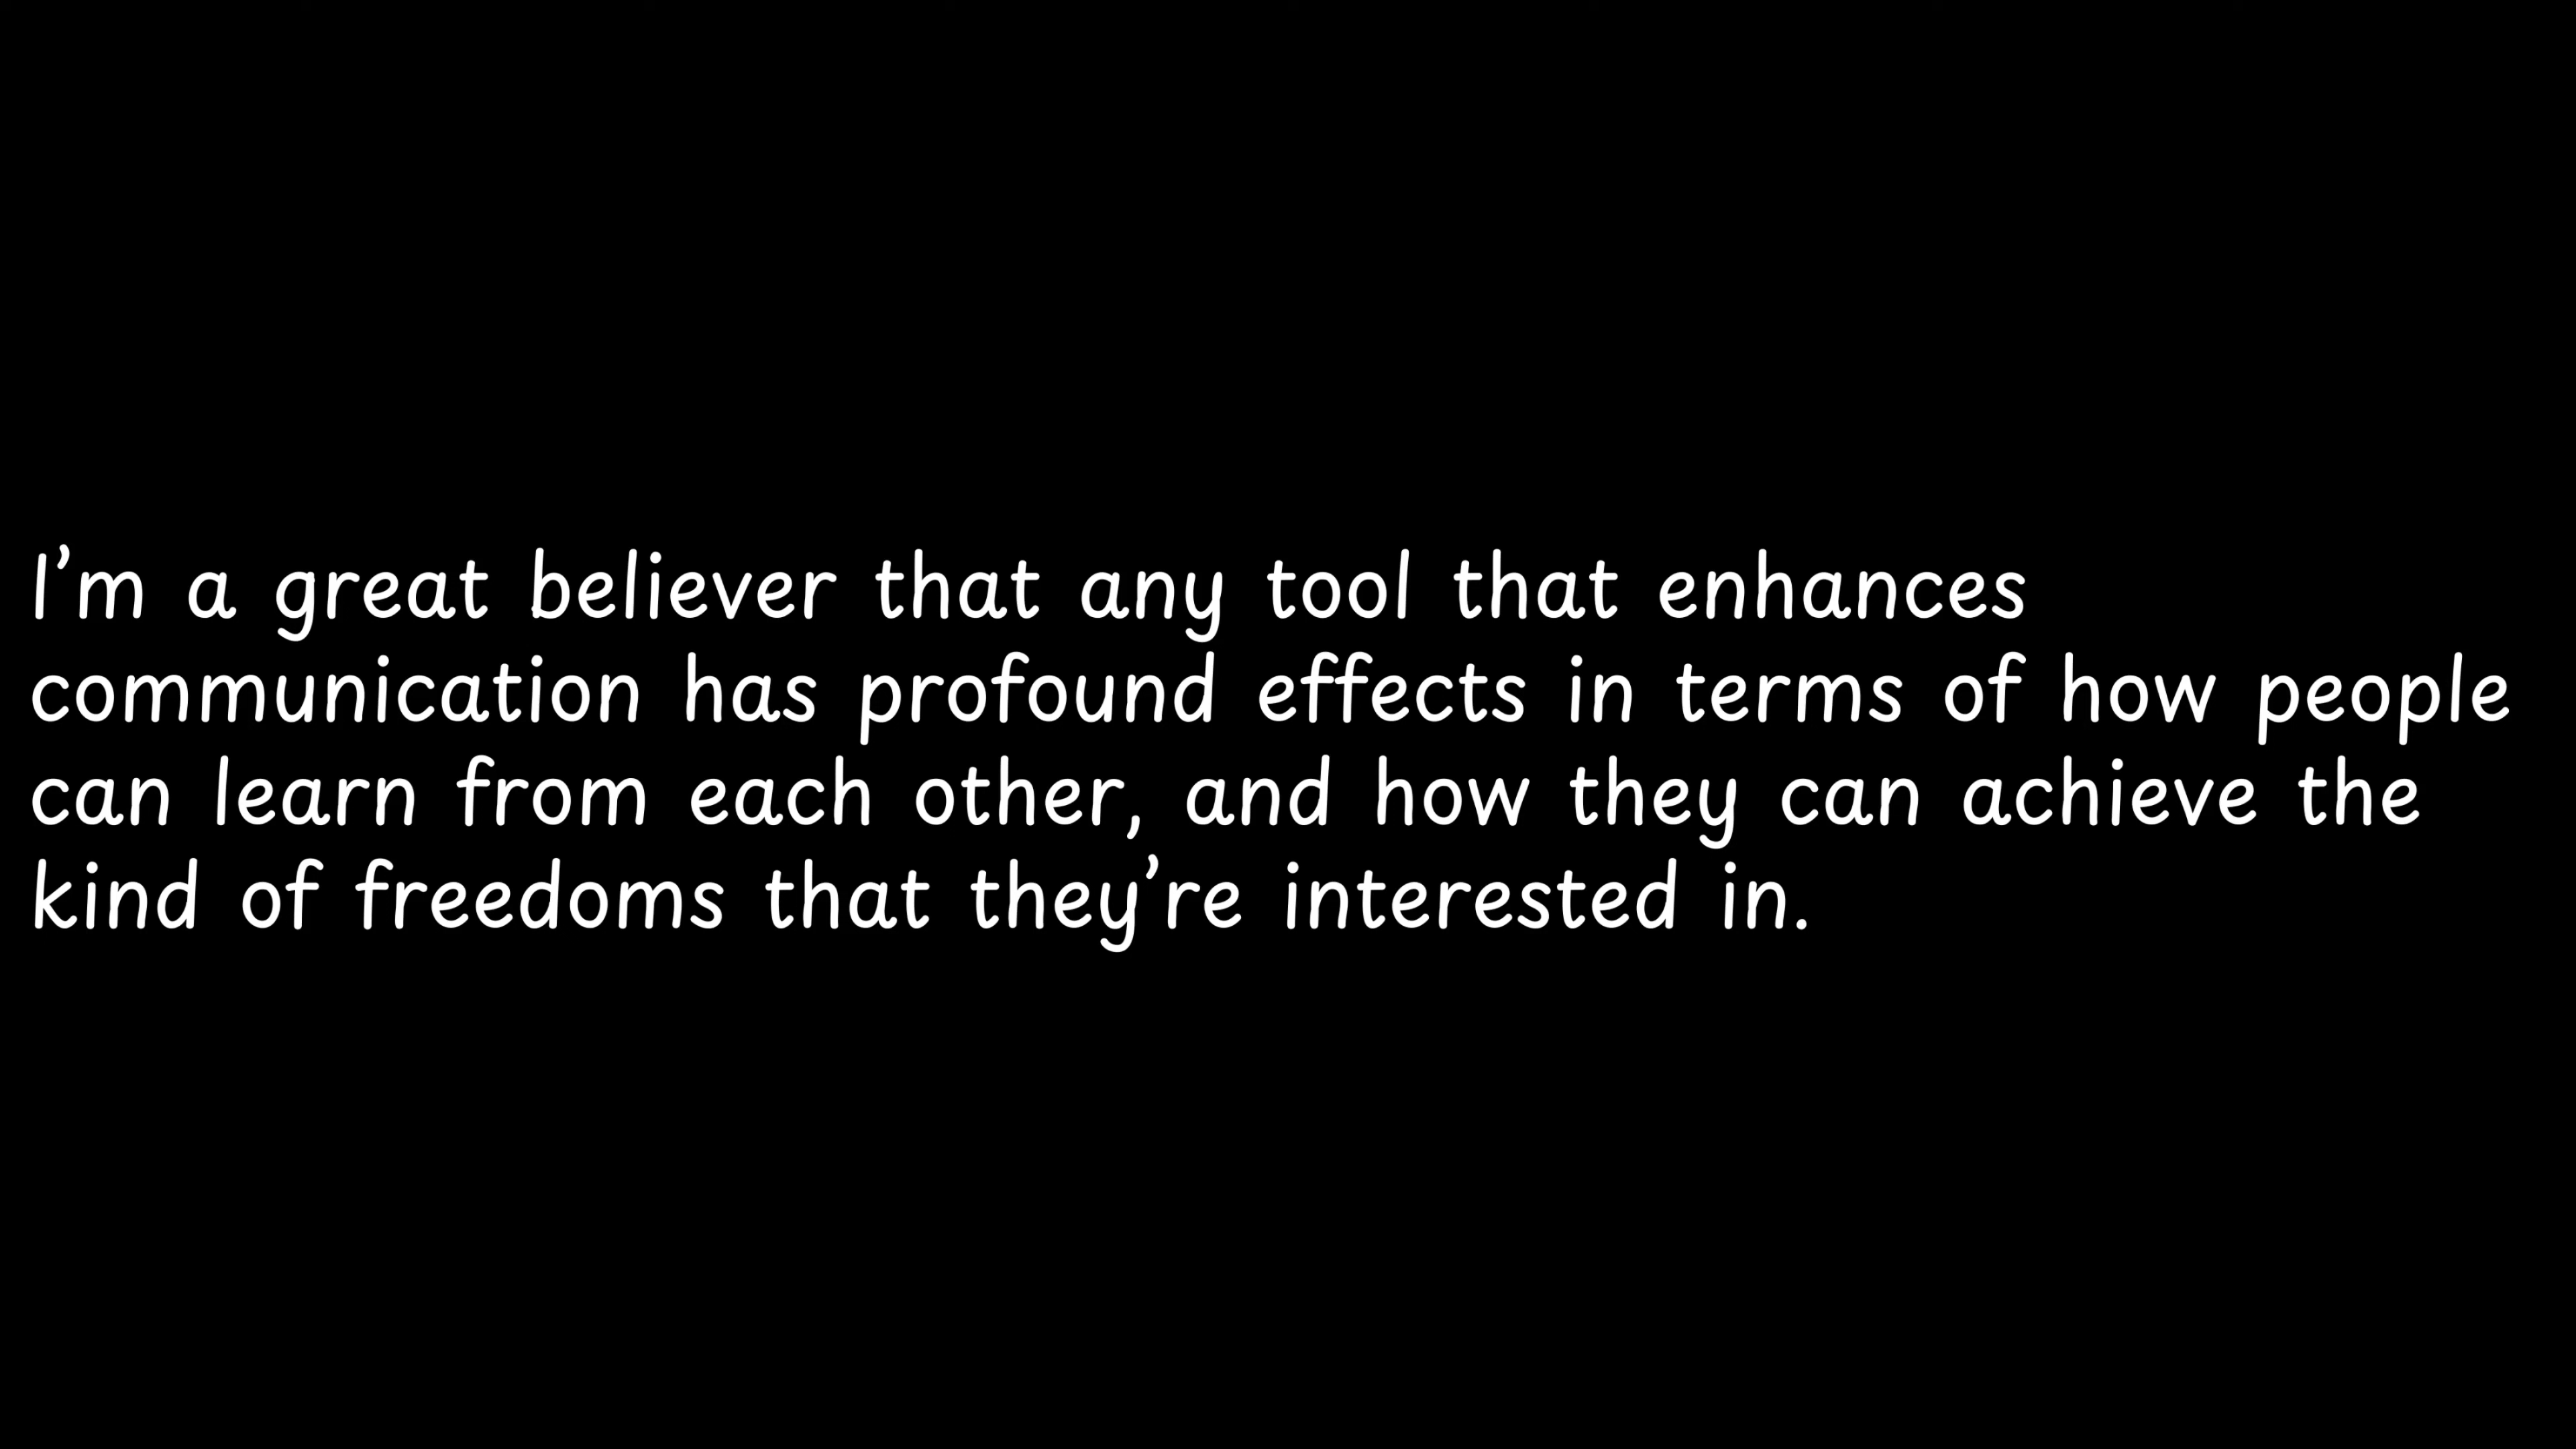 I’m a great believer that any tool that enhances
communication has profound effects in terms of how people
can learn from each other, and how they can achieve the
kind of freedoms that they’re interested in.